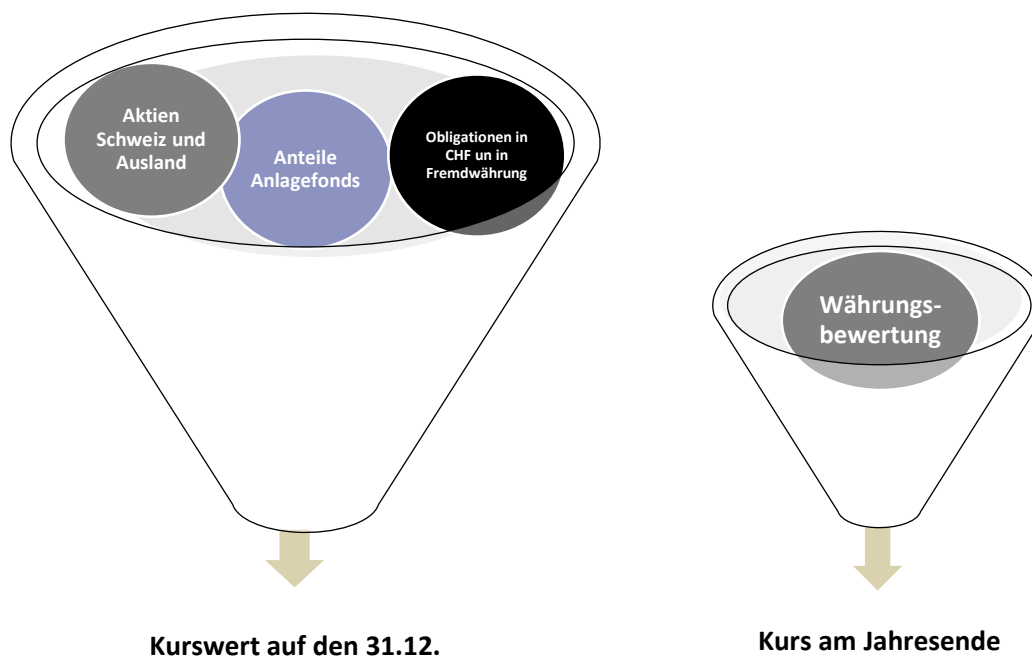 Aktien
Schweiz und
Ausland
Anteile
Anlagefonds
Obligationen in
CHF un in
Fremdwährung
Währungs-
bewertung
Kurswert auf den 31.12.
Kurs am Jahresende